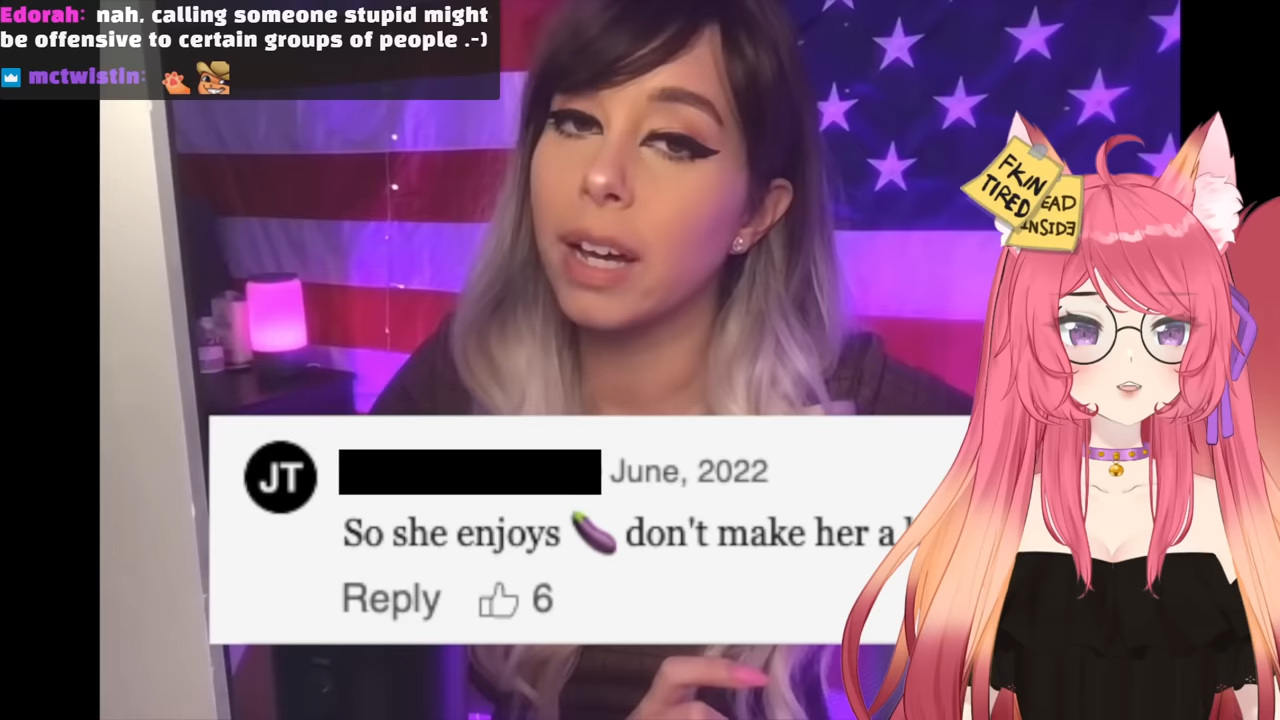 Edorah: nah. calling someone stupid might
be offensive to certain groups of people .-)
mctwistin:
FKIN
TIRED
EAD
INSIDE
JT
June, 2022
So she enjoys 🍆 don't make her a
Reply 6